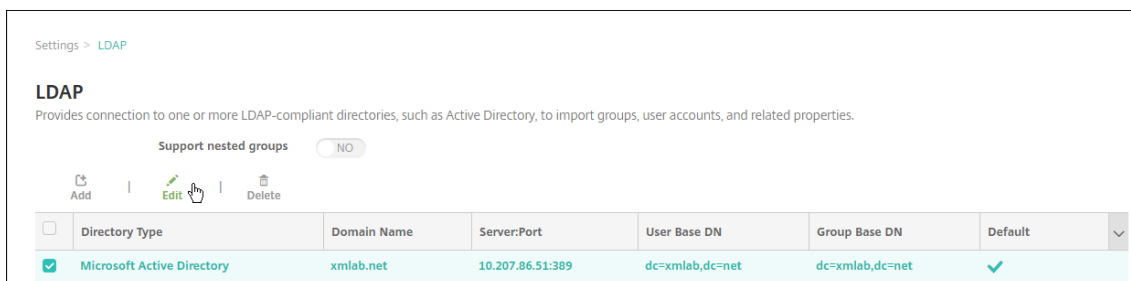 Settings > LDAP
LDAP
Provides connection to one or more LDAP-compliant directories, such as Active Directory, to import groups, user accounts, and related properties.
Support nested groups NO
Add | Edit | Delete
Directory Type Domain Name Server:Port User Base DN Group Base DN Default
Microsoft Active Directory xmlab.net 10.207.86.51:389 dc=xmlab,dc=net dc=xmlab,dc=net